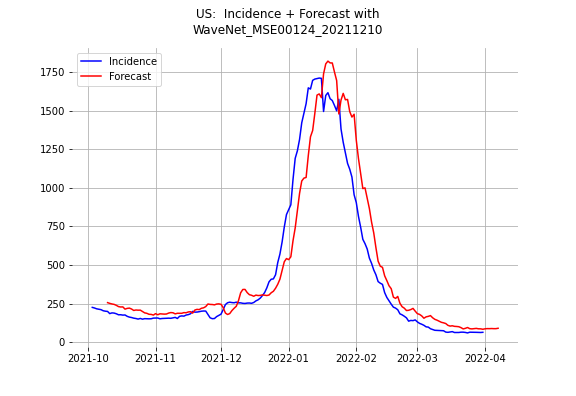 US:  Incidence + Forecast with
WaveNet_MSE00124_20211210
Incidence
Forecast
1750
1500
1250
1000
750
500
250
0
2021-10 2021-11 2021-12 2022-01 2022-02 2022-03 2022-04